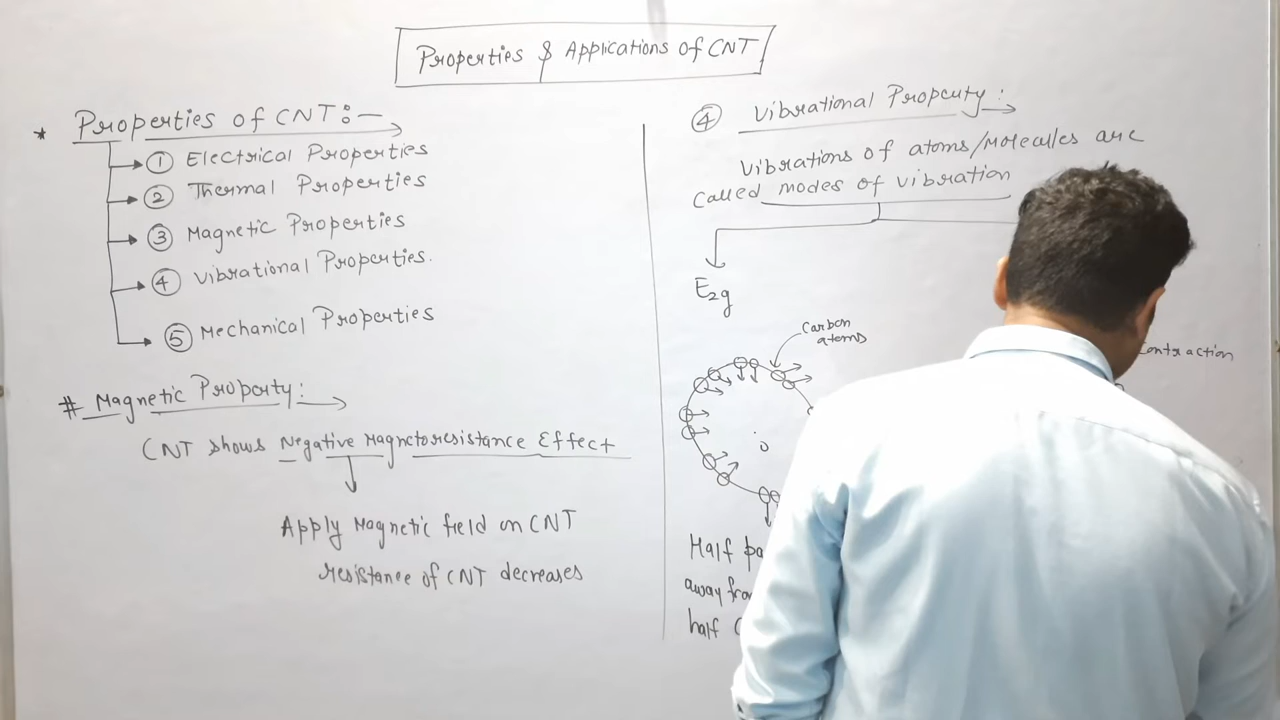 Properties & Applications of CNT
* Properties of CNT:-
① Electrical Properties
② Thermal Properties
③ Magnetic Properties
④ Vibrational Properties.
⑤ Mechanical Properties
# Magnetic Property:
CNT shows Negative Magnetoresistance Effect
Apply Magnetic field on CNT
resistance of CNT decreases
④ Vibrational Property:
Vibrations of atoms/molecules are
called modes of vibration
E2g
Carbon
atoms
Half
away
half